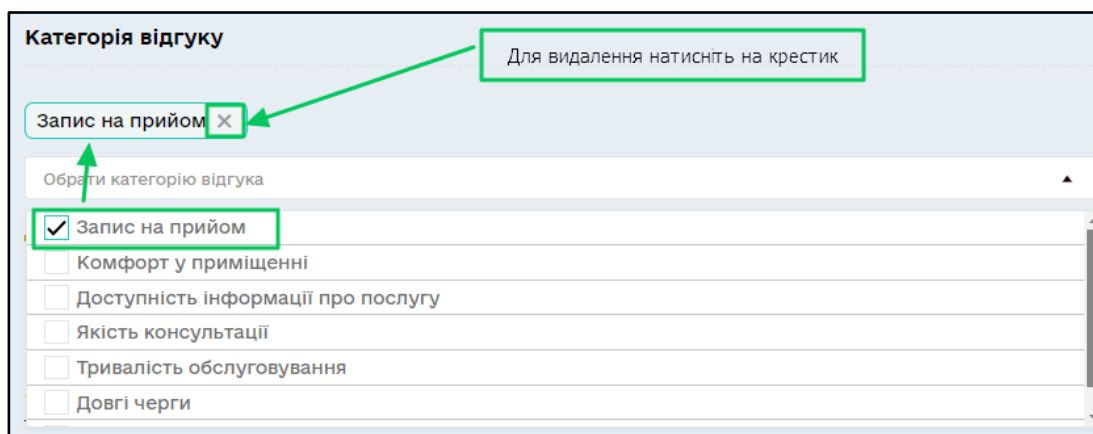 Категорія відгуку
Для видалення натисніть на крестик
Запис на прийом
Обрати категорію відгука
Запис на прийом
Комфорт у приміщенні
Доступність інформації про послугу
Якість консультації
Тривалість обслуговування
Довгі черги